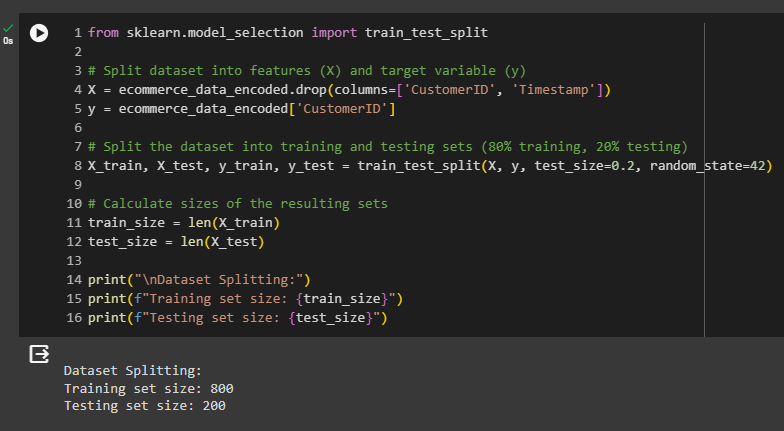 0s
1 from sklearn.model_selection import train_test_split
2
3 # Split dataset into features (X) and target variable (y)
4 X = ecommerce_data_encoded.drop(columns=['CustomerID', 'Timestamp'])
5 y = ecommerce_data_encoded['CustomerID']
6
7 # Split the dataset into training and testing sets (80% training, 20% testing)
8 X_train, X_test, y_train, y_test = train_test_split(X, y, test_size=0.2, random_state=42)
9
10 # Calculate sizes of the resulting sets
11 train_size = len(X_train)
12 test_size = len(X_test)
13
14 print("\nDataset Splitting:")
15 print(f"Training set size: {train_size}")
16 print(f"Testing set size: {test_size}")
Dataset Splitting:
Training set size: 800
Testing set size: 200